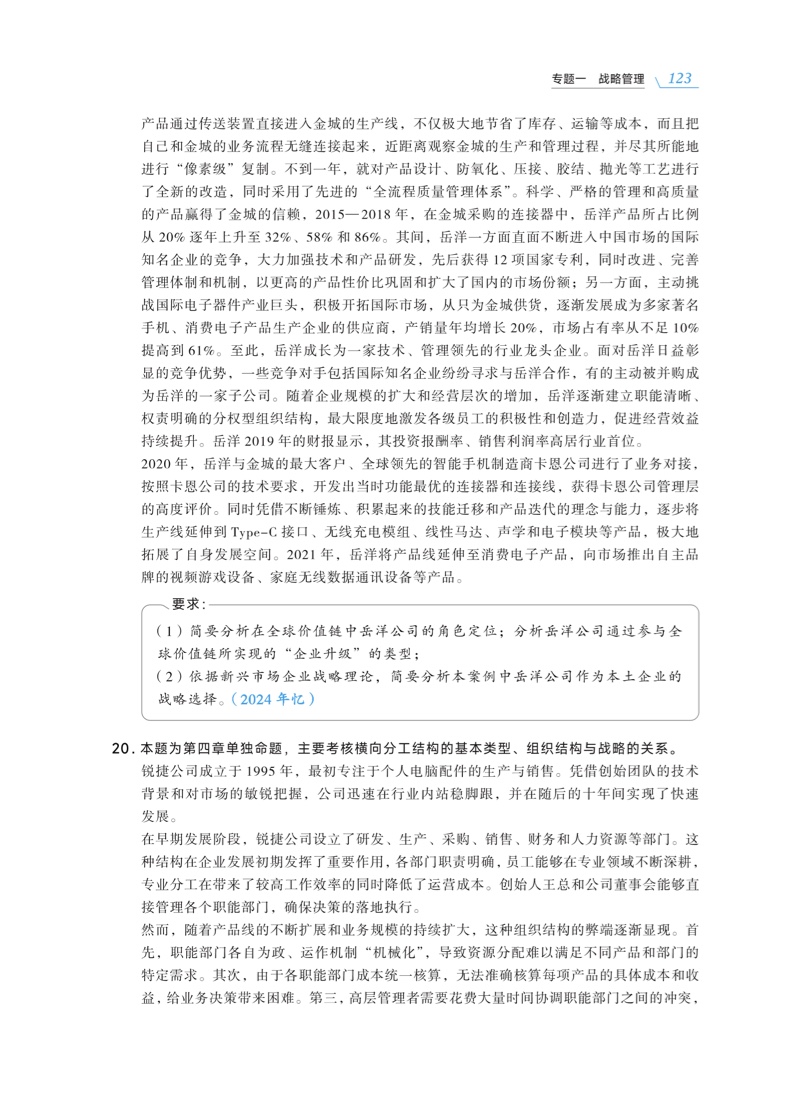 专题一 战略管理 123
产品通过传送装置直接进入金城的生产线，不仅极大地节省了库存、运输等成本，而且把
自己和金城的业务流程无缝连接起来，近距离观察金城的生产和管理过程，并尽其所能地
进行“像素级”复制。不到一年，就对产品设计、防氧化、压接、胶结、抛光等工艺进行
了全新的改造，同时采用了先进的“全流程质量管理体系”。科学、严格的管理和高质量
的产品赢得了金城的信赖，2015—2018 年，在金城采购的连接器中，岳洋产品所占比例
从 20% 逐年上升至 32%、58% 和 86%。其间，岳洋一方面直面不断进入中国市场的国际
知名企业的竞争，大力加强技术和产品研发，先后获得 12 项国家专利，同时改进、完善
管理体制和机制，以更高的产品性价比巩固和扩大了国内的市场份额；另一方面，主动挑
战国际电子器件产业巨头，积极开拓国际市场，从只为金城供货，逐渐发展成为多家著名
手机、消费电子产品生产企业的供应商，产销量年均增长 20%，市场占有率从不足 10%
提高到 61%。至此，岳洋成长为一家技术、管理领先的行业龙头企业。面对岳洋日益彰
显的竞争优势，一些竞争对手包括国际知名企业纷纷寻求与岳洋合作，有的主动被并购成
为岳洋的一家子公司。随着企业规模的扩大和经营层次的增加，岳洋逐渐建立职能清晰、
权责明确的分权型组织结构，最大限度地激发各级员工的积极性和创造力，促进经营效益
持续提升。岳洋 2019 年的财报显示，其投资报酬率、销售利润率高居行业首位。
2020 年，岳洋与金城的最大客户、全球领先的智能手机制造商卡恩公司进行了业务对接，
按照卡恩公司的技术要求，开发出当时功能最优的连接器和连接线，获得卡恩公司管理层
的高度评价。同时凭借不断锤炼、积累起来的技能迁移和产品迭代的理念与能力，逐步将
生产线延伸到 Type-C 接口、无线充电模组、线性马达、声学和电子模块等产品，极大地
拓展了自身发展空间。2021 年，岳洋将产品线延伸至消费电子产品，向市场推出自主品
牌的视频游戏设备、家庭无线数据通讯设备等产品。
要求：
（1）简要分析在全球价值链中岳洋公司的角色定位；分析岳洋公司通过参与全
球价值链所实现的“企业升级”的类型；
（2）依据新兴市场企业战略理论，简要分析本案例中岳洋公司作为本土企业的
战略选择。（2024 年忆）
20. 本题为第四章单独命题，主要考核横向分工结构的基本类型、组织结构与战略的关系。
锐捷公司成立于 1995 年，最初专注于个人电脑配件的生产与销售。凭借创始团队的技术
背景和对市场的敏锐把握，公司迅速在行业内站稳脚跟，并在随后的十年间实现了快速
发展。
在早期发展阶段，锐捷公司设立了研发、生产、采购、销售、财务和人力资源等部门。这
种结构在企业发展初期发挥了重要作用，各部门职责明确，员工能够在专业领域不断深耕，
专业分工在带来了较高工作效率的同时降低了运营成本。创始人王总和公司董事会能够直
接管理各个职能部门，确保决策的落地执行。
然而，随着产品线的不断扩展和业务规模的持续扩大，这种组织结构的弊端逐渐显现。首
先，职能部门各自为政、运作机制“机械化”，导致资源分配难以满足不同产品和部门的
特定需求。其次，由于各职能部门成本统一核算，无法准确核算每项产品的具体成本和收
益，给业务决策带来困难。第三，高层管理者需要花费大量时间协调职能部门之间的冲突，